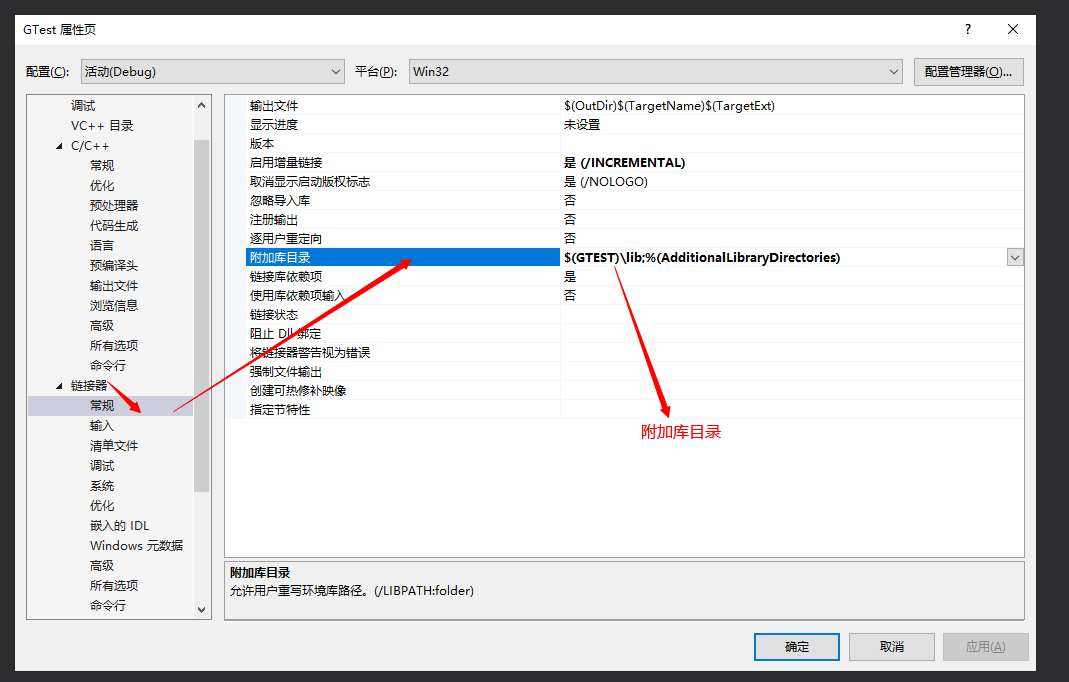 GTest 属性页
?
配置(C):
活动(Debug)
平台(P):
Win32
配置管理器(O)...
调试
VC++ 目录
C/C++
常规
优化
预处理器
代码生成
语言
预编译头
输出文件
浏览信息
高级
所有选项
命令行
链接器
常规
输入
清单文件
调试
系统
优化
嵌入的 IDL
Windows 元数据
高级
所有选项
命令行
输出文件 $(OutDir)$(TargetName)$(TargetExt)
显示进度 未设置
版本
启用增量链接 是 (/INCREMENTAL)
取消显示启动版权标志 是 (/NOLOGO)
忽略导入库 否
注册输出 否
逐用户重定向 否
附加库目录 $(GTEST)\lib;%(AdditionalLibraryDirectories)
链接库依赖项 是
使用库依赖项输入 否
链接状态
阻止 Dll 绑定
将链接器警告视为错误
强制文件输出
创建可热修补映像
指定节特性
附加库目录
附加库目录
允许用户重写环境库路径。(/LIBPATH:folder)
确定
取消
应用(A)